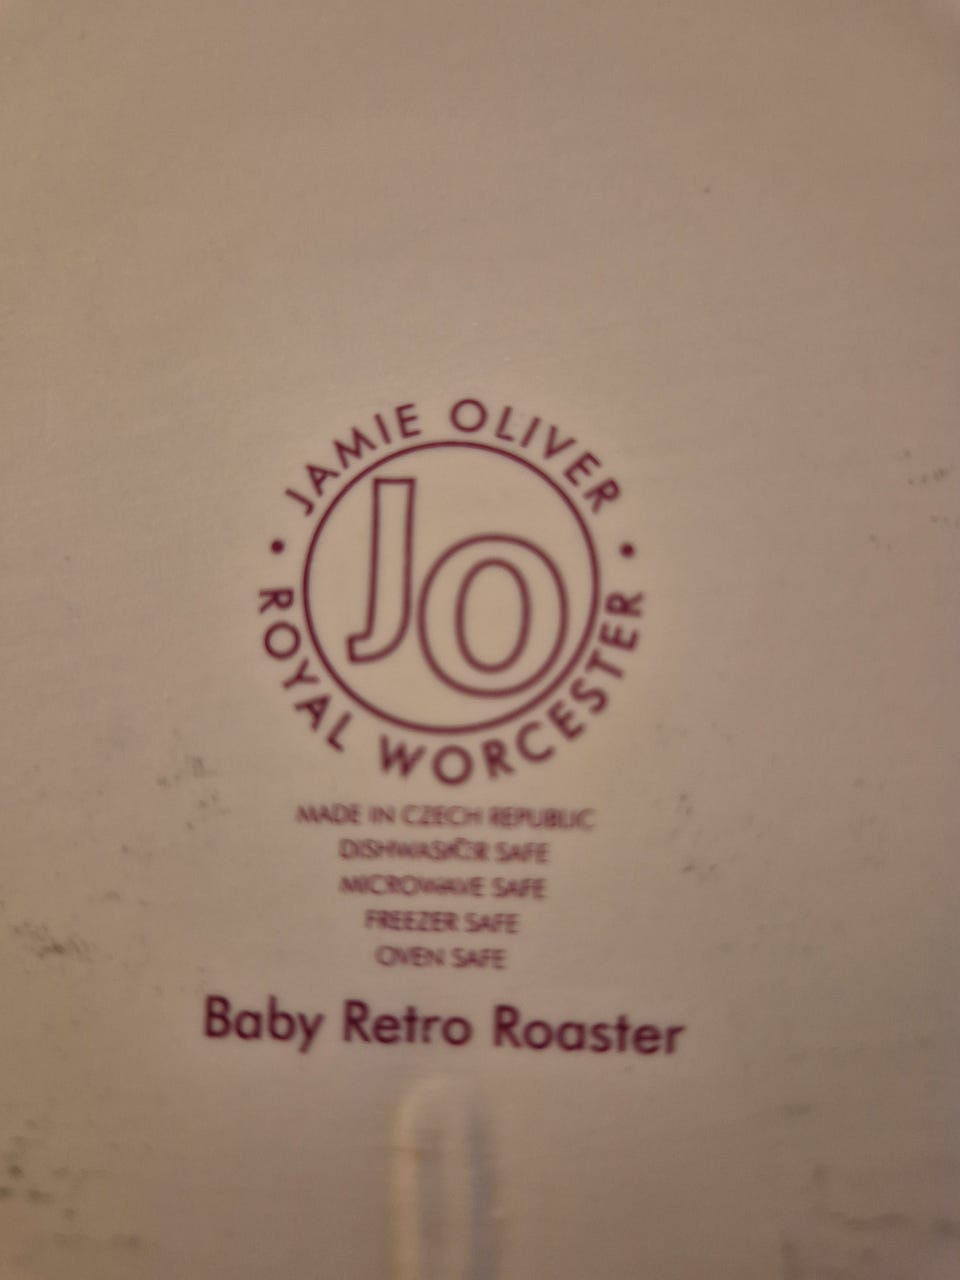 JAMIE OLIVER
JO
ROYAL WORCESTER
MADE IN CZECH REPUBLIC
DISHWASHER SAFE
MICROWAVE SAFE
FREEZER SAFE
OVEN SAFE
Baby Retro Roaster